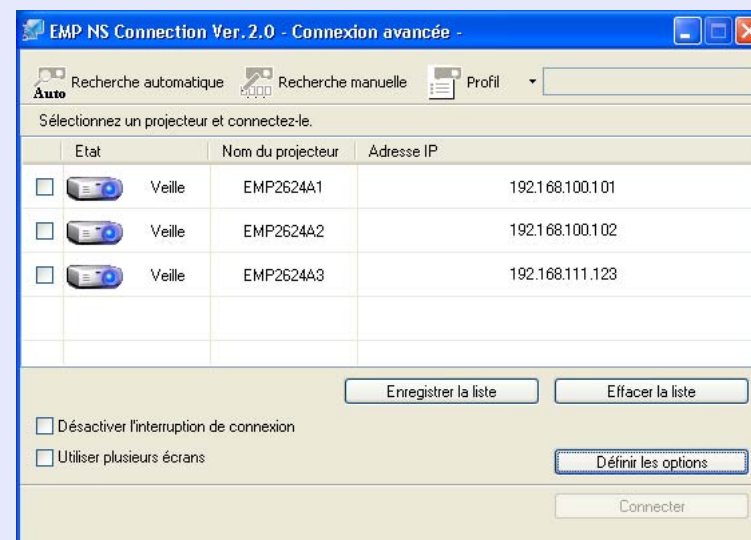 EMP NS Connection Ver.2.0 - Connexion avancée -
Auto Recherche automatique Recherche manuelle Profil
Sélectionnez un projecteur et connectez-le.
Etat Nom du projecteur Adresse IP
Veille EMP2624A1 192.168.100.101
Veille EMP2624A2 192.168.100.102
Veille EMP2624A3 192.168.111.123
Enregistrer la liste Effacer la liste
Désactiver l'interruption de connexion
Utiliser plusieurs écrans
Définir les options
Connecter